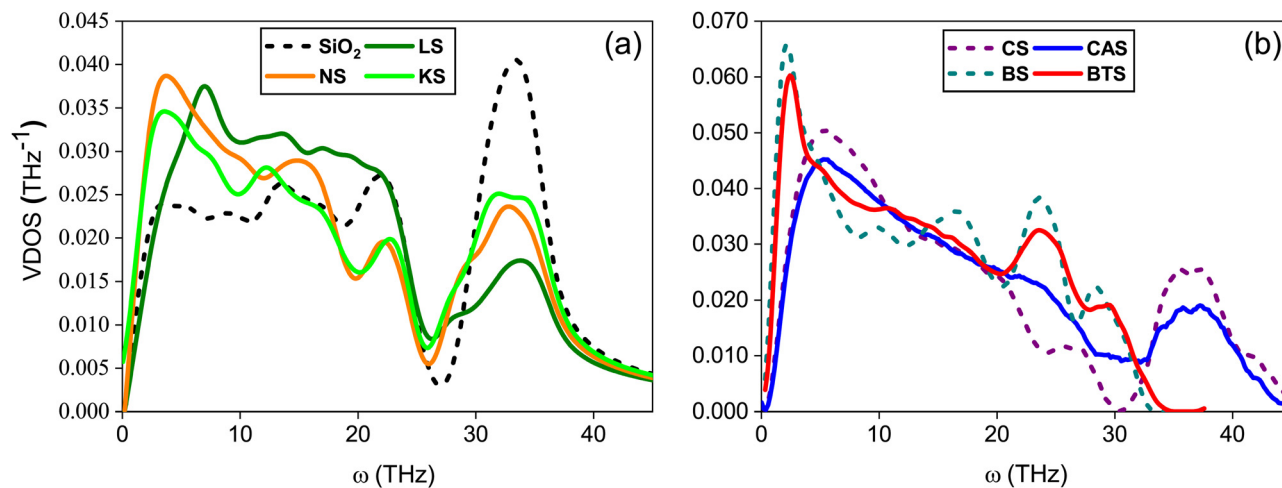 (a)
SiO₂ LS
NS KS
VDOS (THz⁻¹)
0.045
0.040
0.035
0.030
0.025
0.020
0.015
0.010
0.005
0.000
0 10 20 30 40
ω (THz)
(b)
CS CAS
BS BTS
0.070
0.060
0.050
0.040
0.030
0.020
0.010
0.000
0 10 20 30 40
ω (THz)